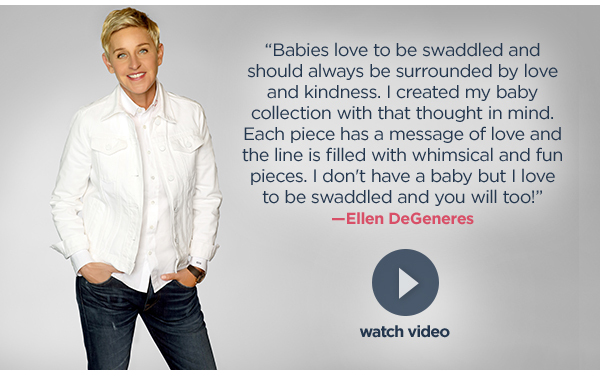 “Babies love to be swaddled and
should always be surrounded by love
and kindness. I created my baby
collection with that thought in mind.
Each piece has a message of love and
the line is filled with whimsical and fun
pieces. I don't have a baby but I love
to be swaddled and you will too!”
—Ellen DeGeneres
watch video